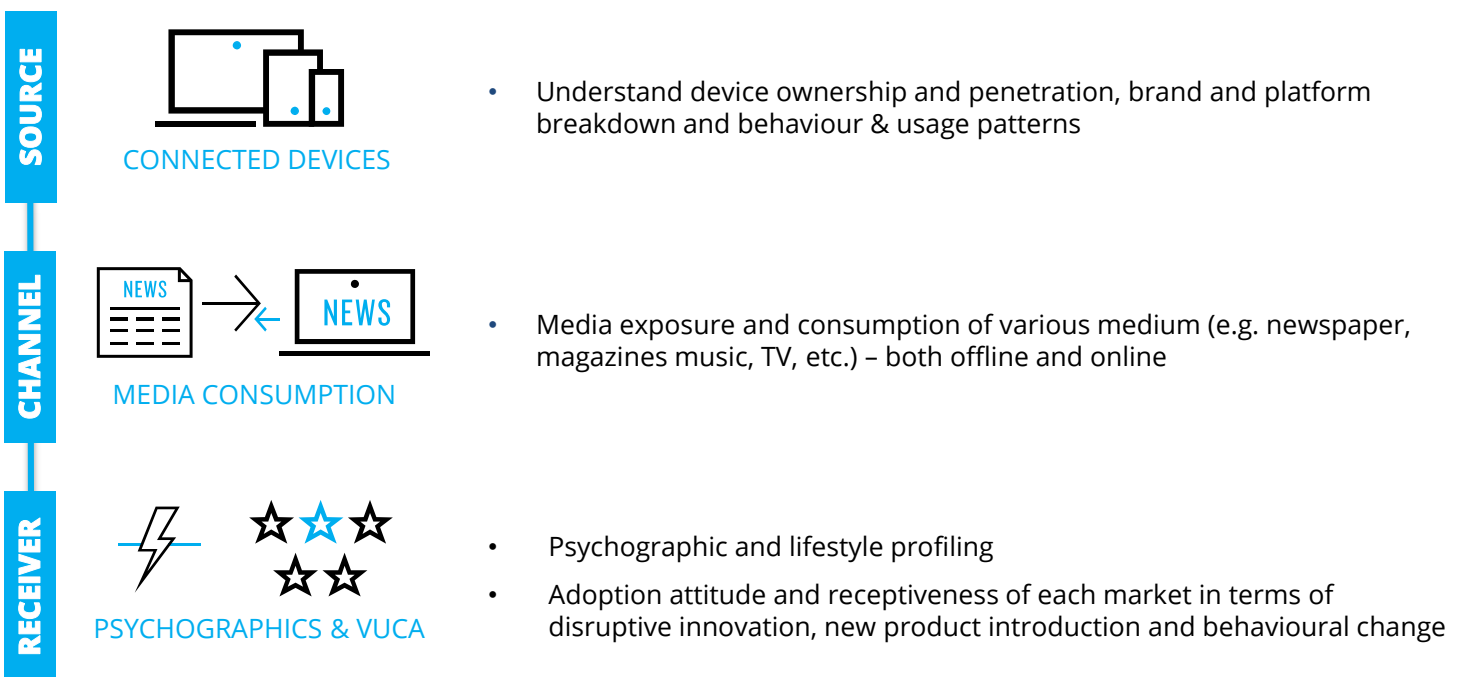 SOURCE
CONNECTED DEVICES
• Understand device ownership and penetration, brand and platform
breakdown and behaviour & usage patterns
CHANNEL
NEWS
NEWS
MEDIA CONSUMPTION
• Media exposure and consumption of various medium (e.g. newspaper,
magazines music, TV, etc.) – both offline and online
RECEIVER
PSYCHOGRAPHICS & VUCA
• Psychographic and lifestyle profiling
• Adoption attitude and receptiveness of each market in terms of
disruptive innovation, new product introduction and behavioural change